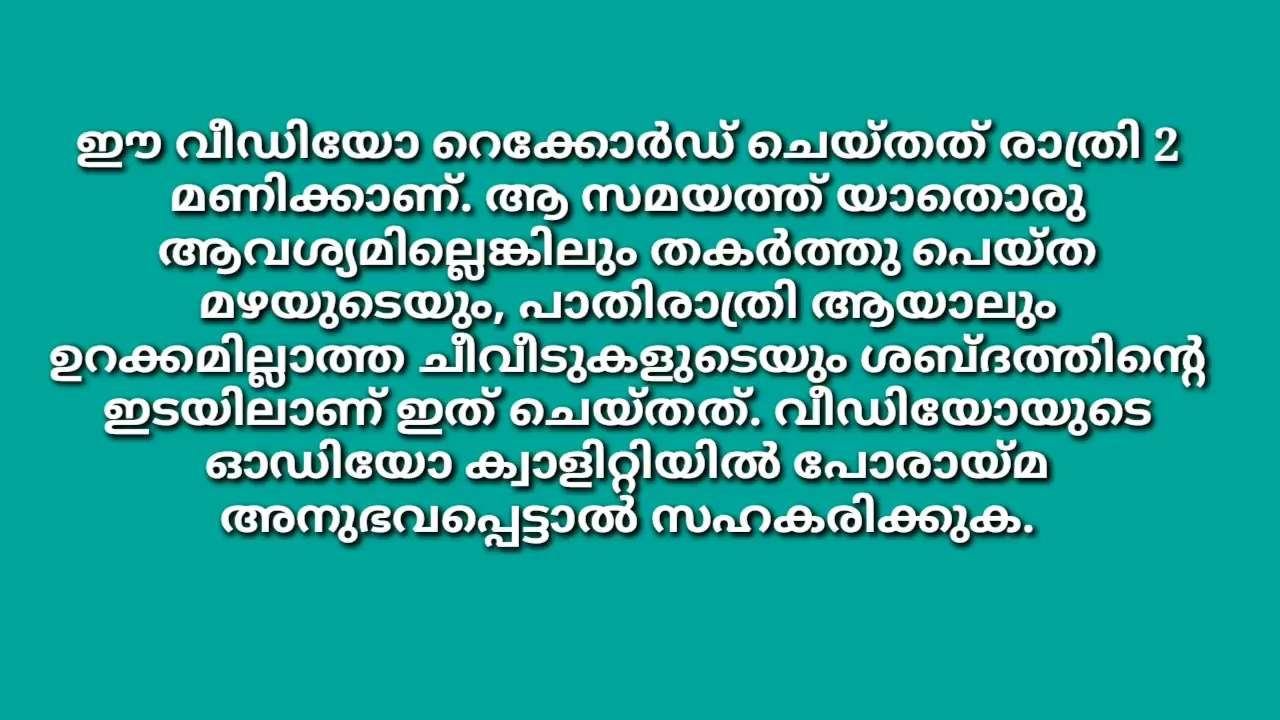 ഈ വീഡിയോ റെക്കോർഡ് ചെയ്തത് രാത്രി 2
മണിക്കാണ്. ആ സമയത്ത് യാതൊരു
ആവശ്യമില്ലെങ്കിലും തകർത്തു പെയ്ത
മഴയുടെയും, പാതിരാത്രി ആയാലും
ഉറക്കമില്ലാത്ത ചീവീടുകളുടെയും ശബ്ദത്തിന്റെ
ഇടയിലാണ് ഇത് ചെയ്തത്. വീഡിയോയുടെ
ഓഡിയോ ക്വാളിറ്റിയിൽ പോരായ്മ
അനുഭവപ്പെട്ടാൽ സഹകരിക്കുക.